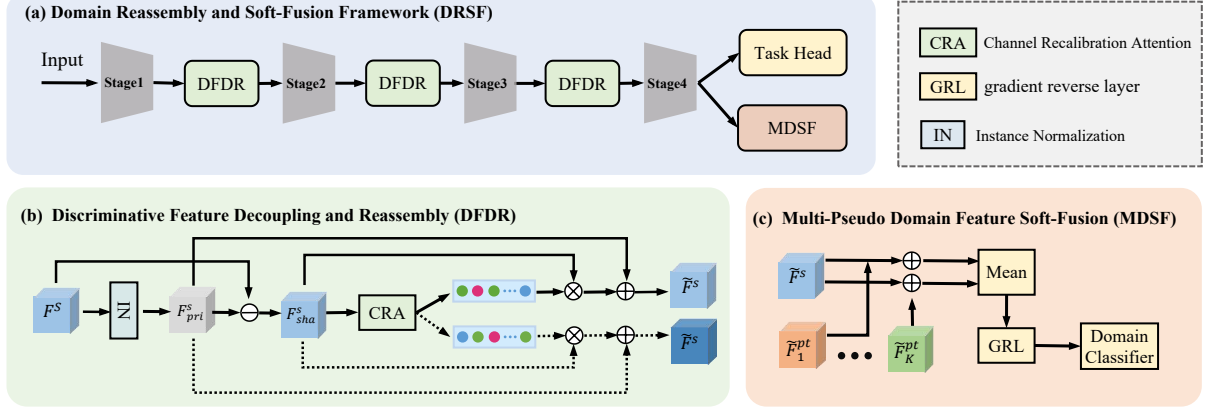 (a) Domain Reassembly and Soft-Fusion Framework (DRSF)
Input
Stage1
DFDR
Stage2
DFDR
Stage3
DFDR
Stage4
Task Head
MDSF
CRA Channel Recalibration Attention
GRL gradient reverse layer
IN Instance Normalization
(b) Discriminative Feature Decoupling and Reassembly (DFDR)
F^S
IN
F^s_pri
F^s_sha
CRA
F̃^s
F̃^s
(c) Multi-Pseudo Domain Feature Soft-Fusion (MDSF)
F̃^s
Mean
F̃^pt_1
F̃^pt_K
GRL
Domain
Classifier